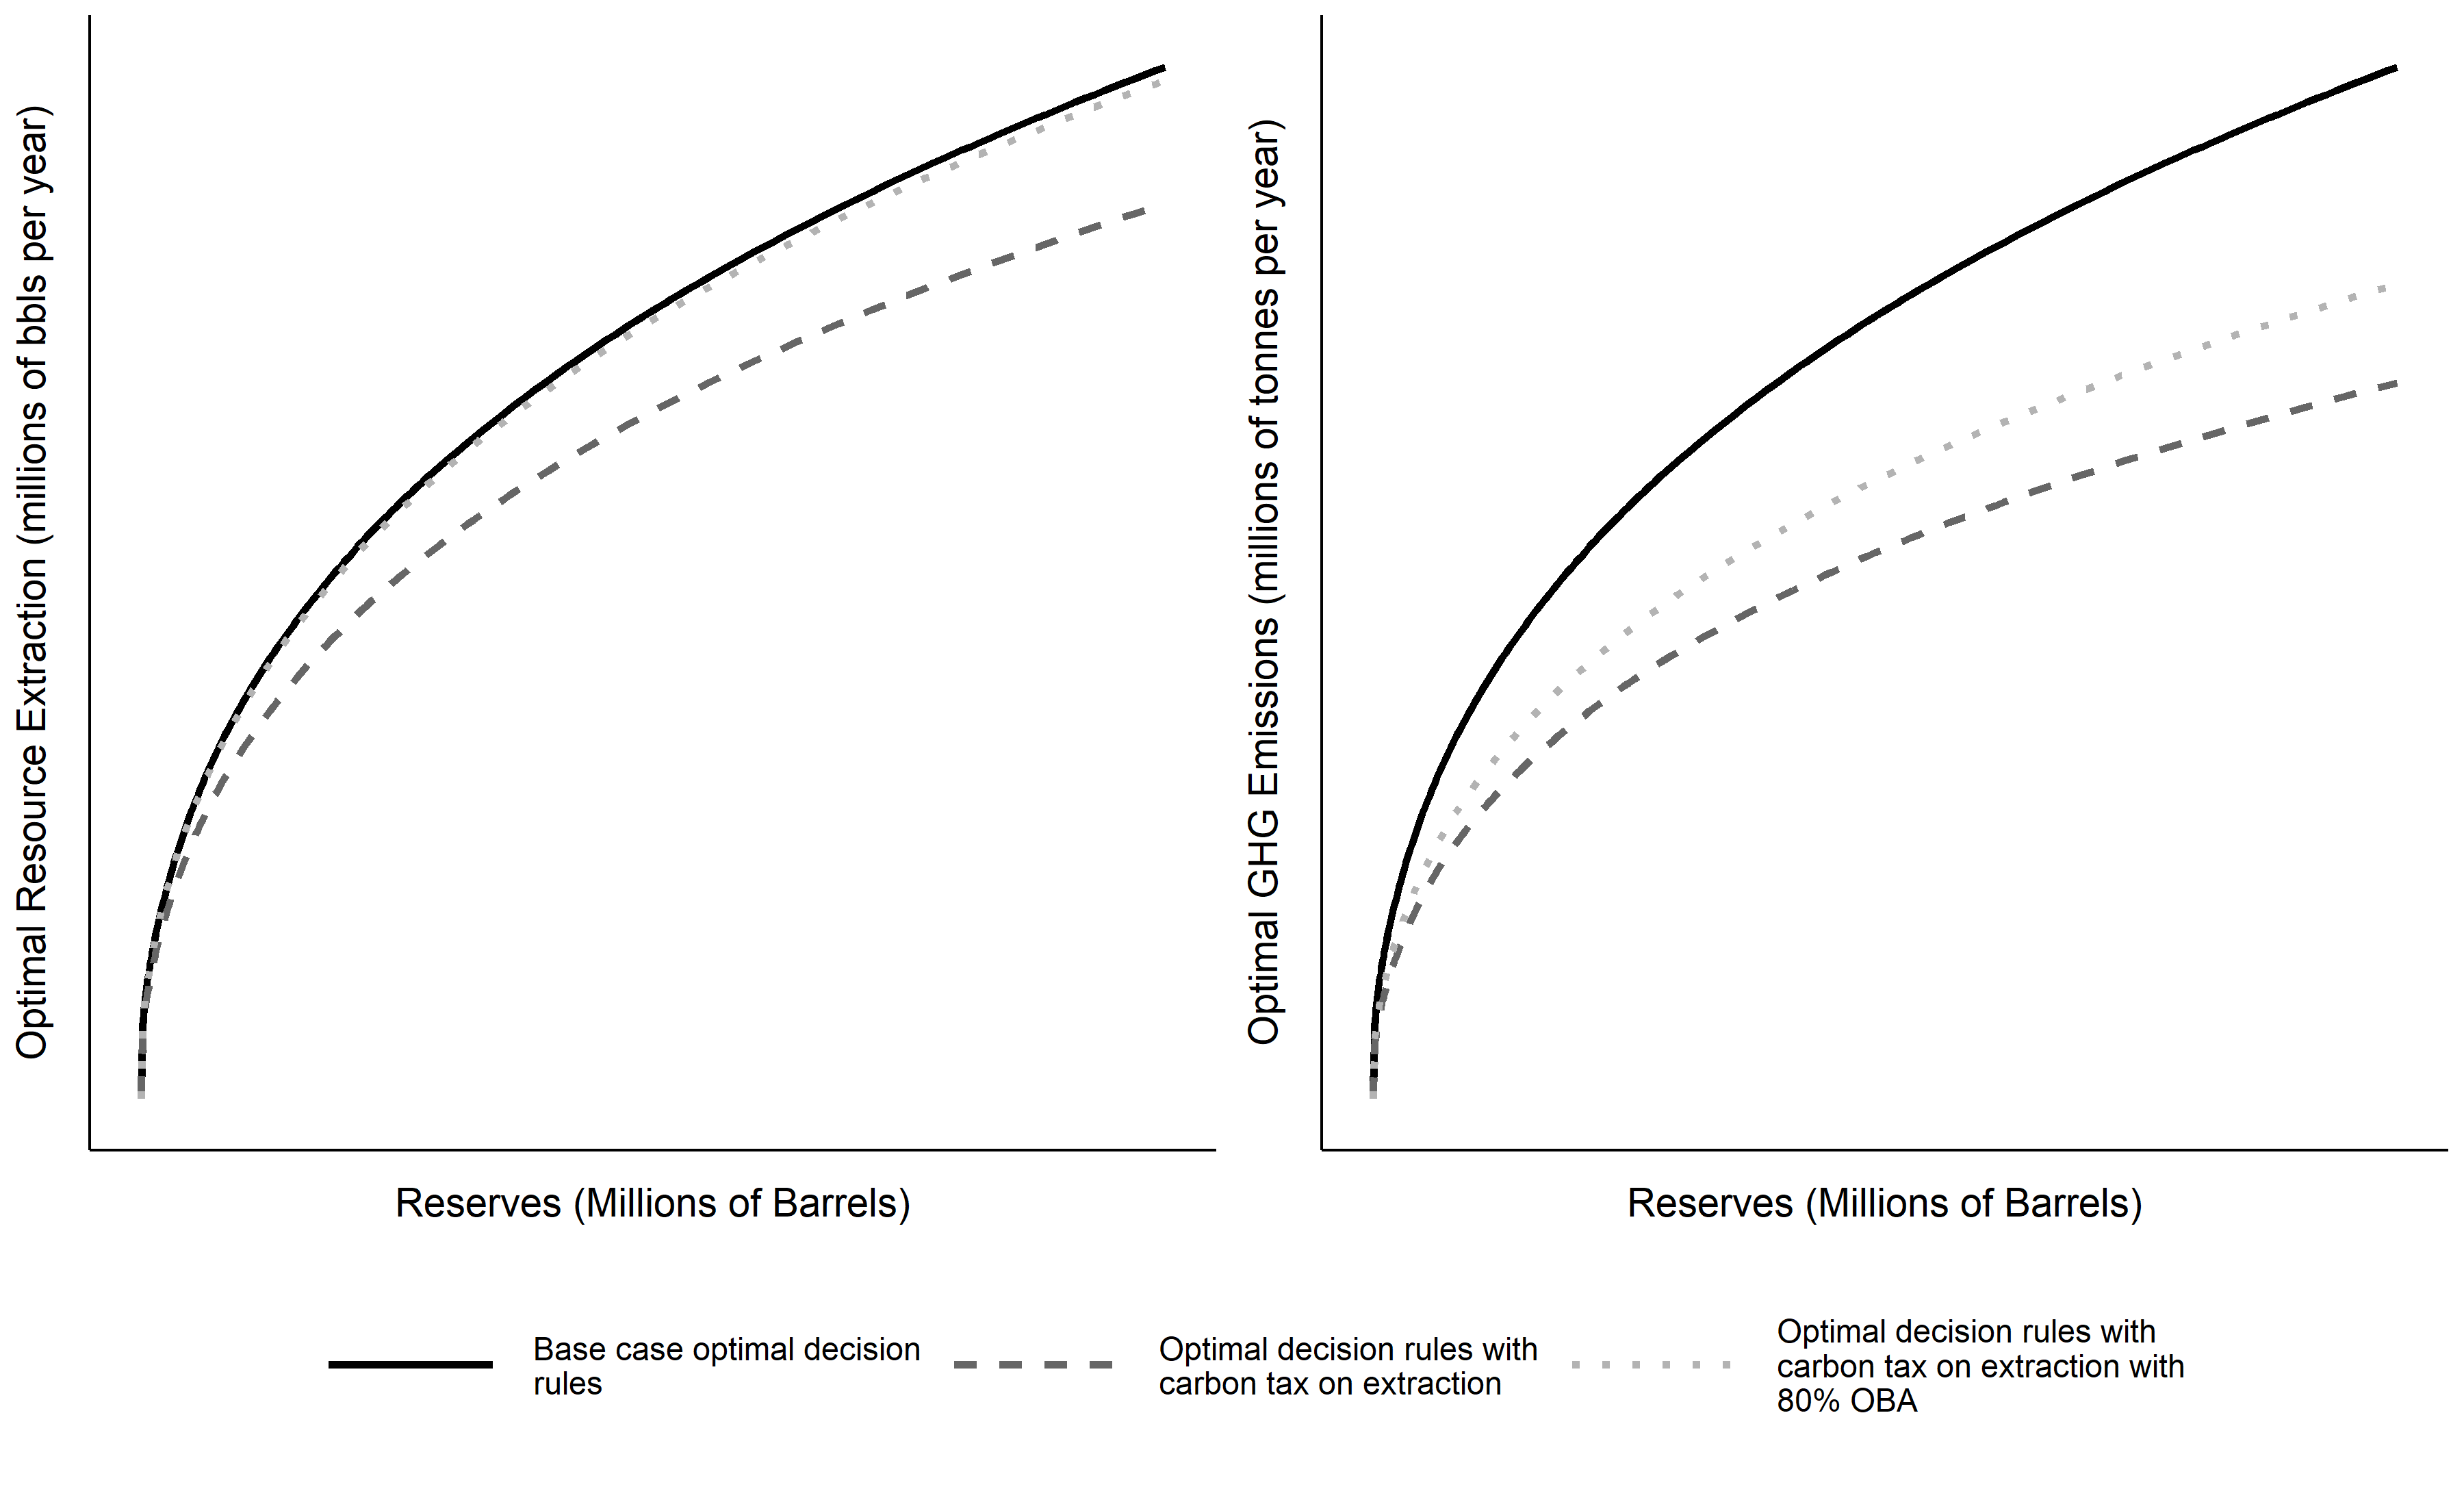 Optimal Resource Extraction (millions of bbls per year)
Reserves (Millions of Barrels)
Optimal GHG Emissions (millions of tonnes per year)
Reserves (Millions of Barrels)
Base case optimal decision
rules
Optimal decision rules with
carbon tax on extraction
Optimal decision rules with
carbon tax on extraction with
80% OBA